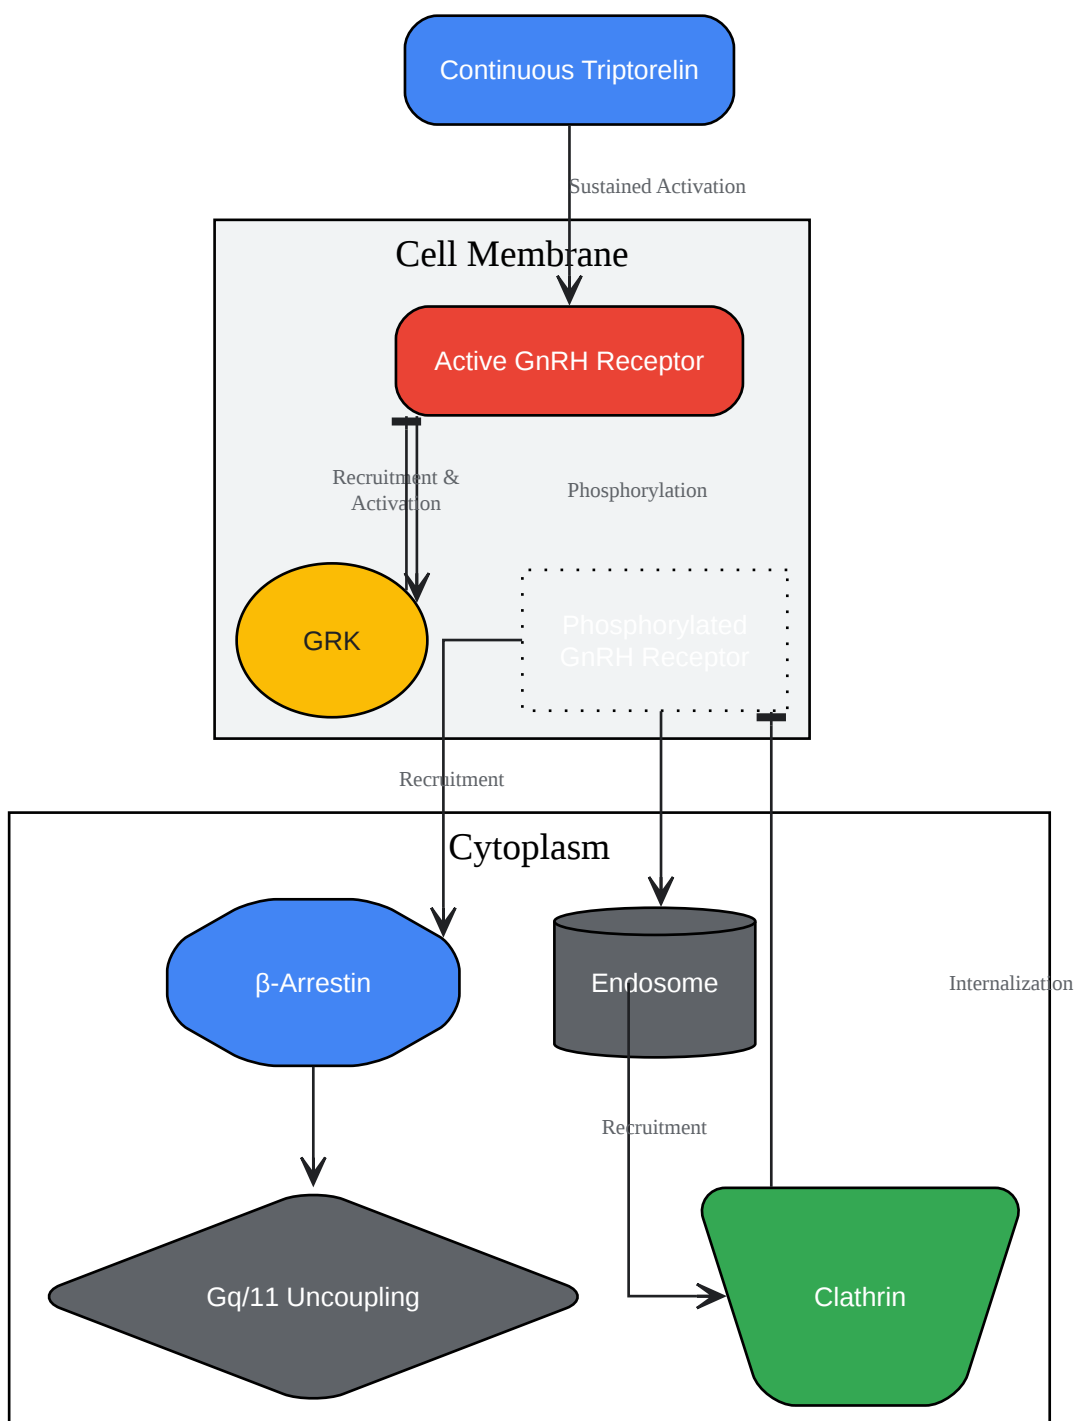 Continuous Triptorelin
Sustained Activation
Cell Membrane
Active GnRH Receptor
Recruitment &
Activation
Phosphorylation
GRK
Phosphorylated
GnRH Receptor
Recruitment
Cytoplasm
β-Arrestin
Endosome
Internalization
Recruitment
Gq/11 Uncoupling
Clathrin